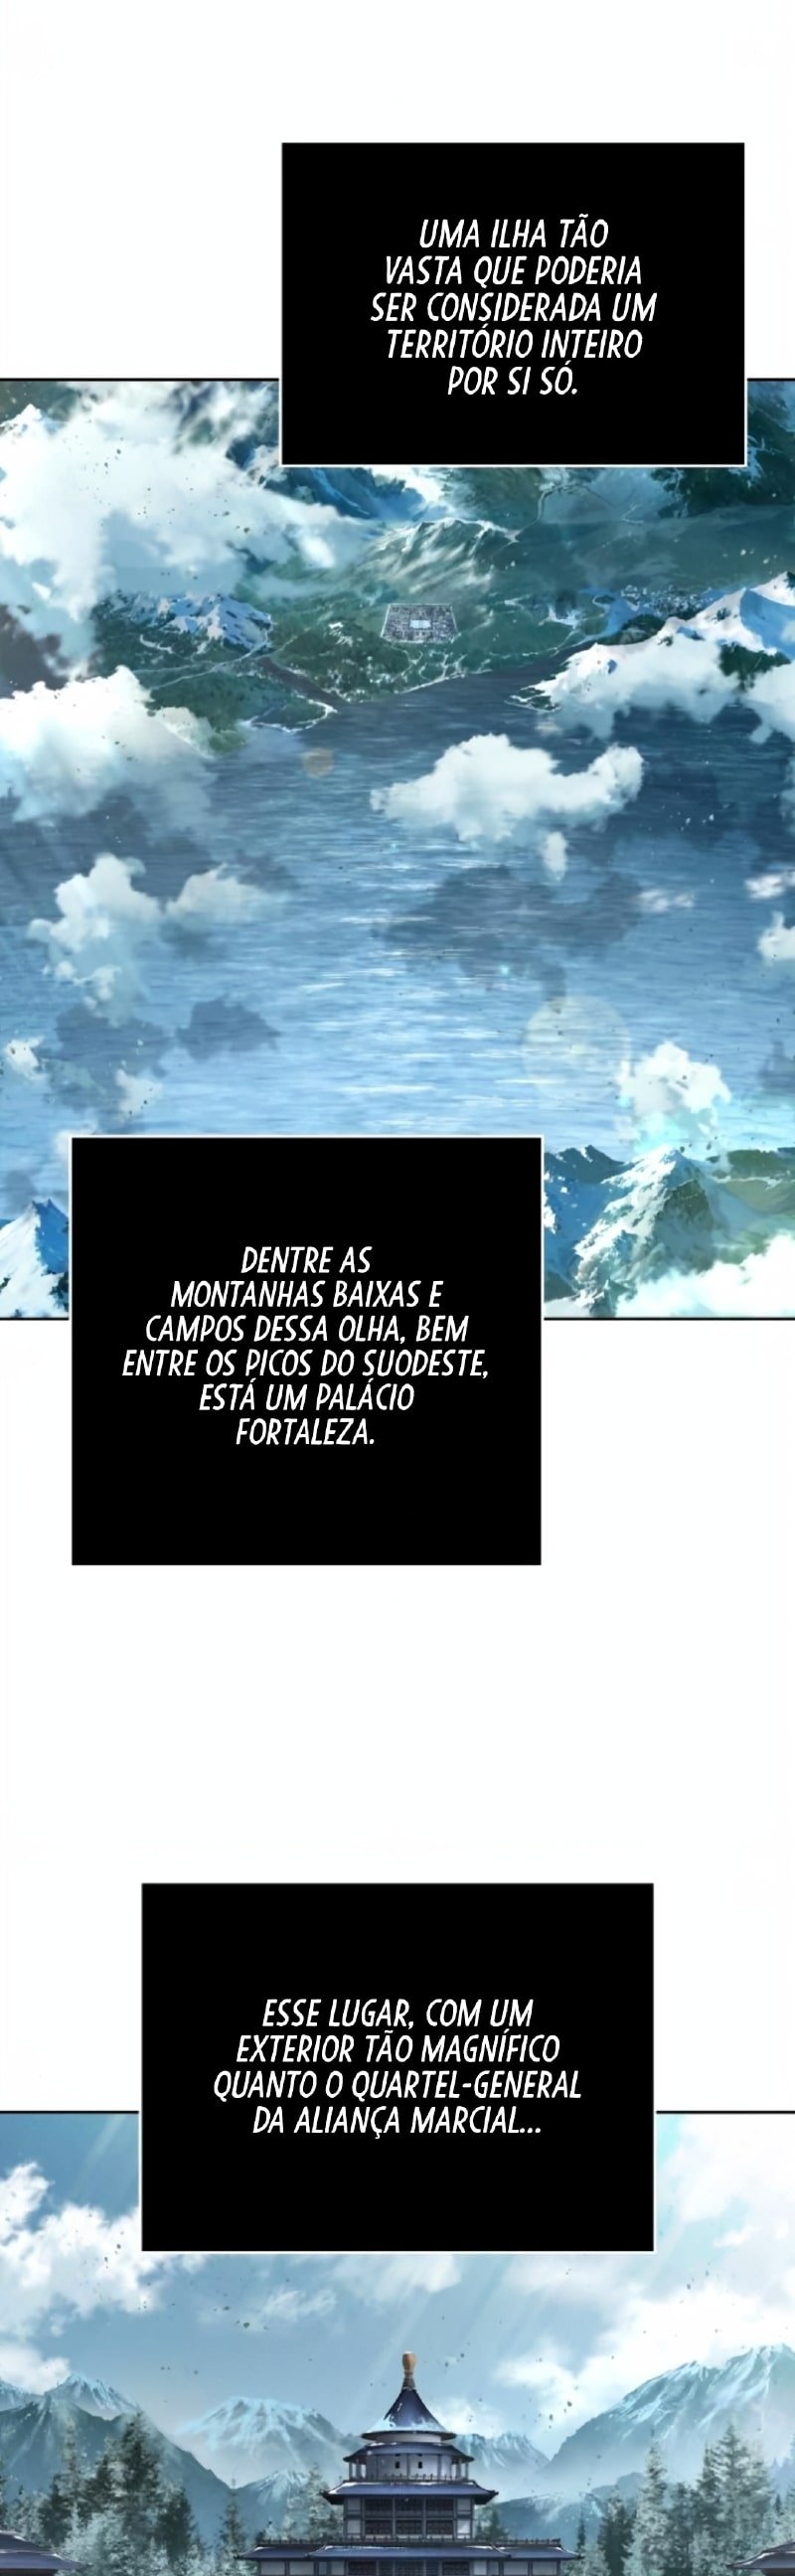 UMA ILHA TÃO
VASTA QUE PODERIA
SER CONSIDERADA UM
TERRITÓRIO INTEIRO
POR SI SÓ.
DENTRE AS
MONTANHAS BAIXAS E
CAMPOS DESSA OLHA, BEM
ENTRE OS PICOS DO SUODESTE,
ESTÁ UM PALÁCIO
FORTALEZA.
ESSE LUGAR, COM UM
EXTERIOR TÃO MAGNÍFICO
QUANTO O QUARTEL-GENERAL
DA ALIANÇA MARCIAL...